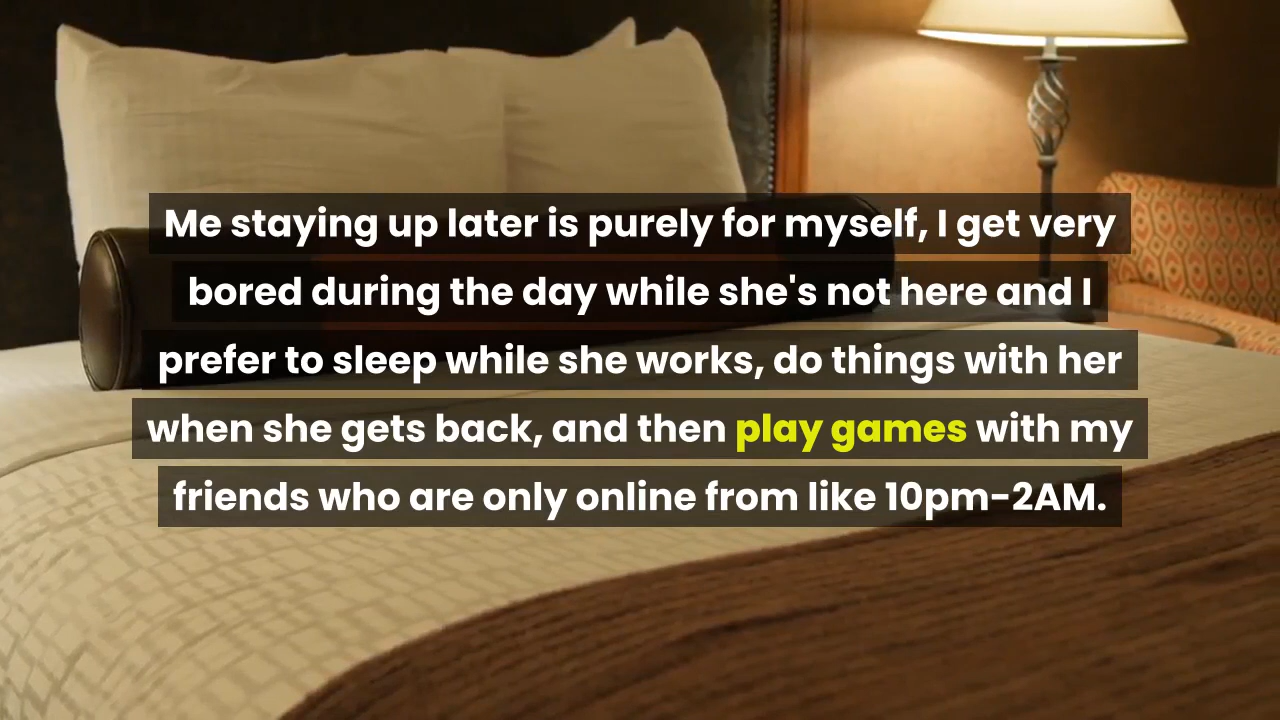 Me staying up later is purely for myself, I get very
bored during the day while she's not here and I
prefer to sleep while she works, do things with her
when she gets back, and then play games with my
friends who are only online from like 10pm-2AM.